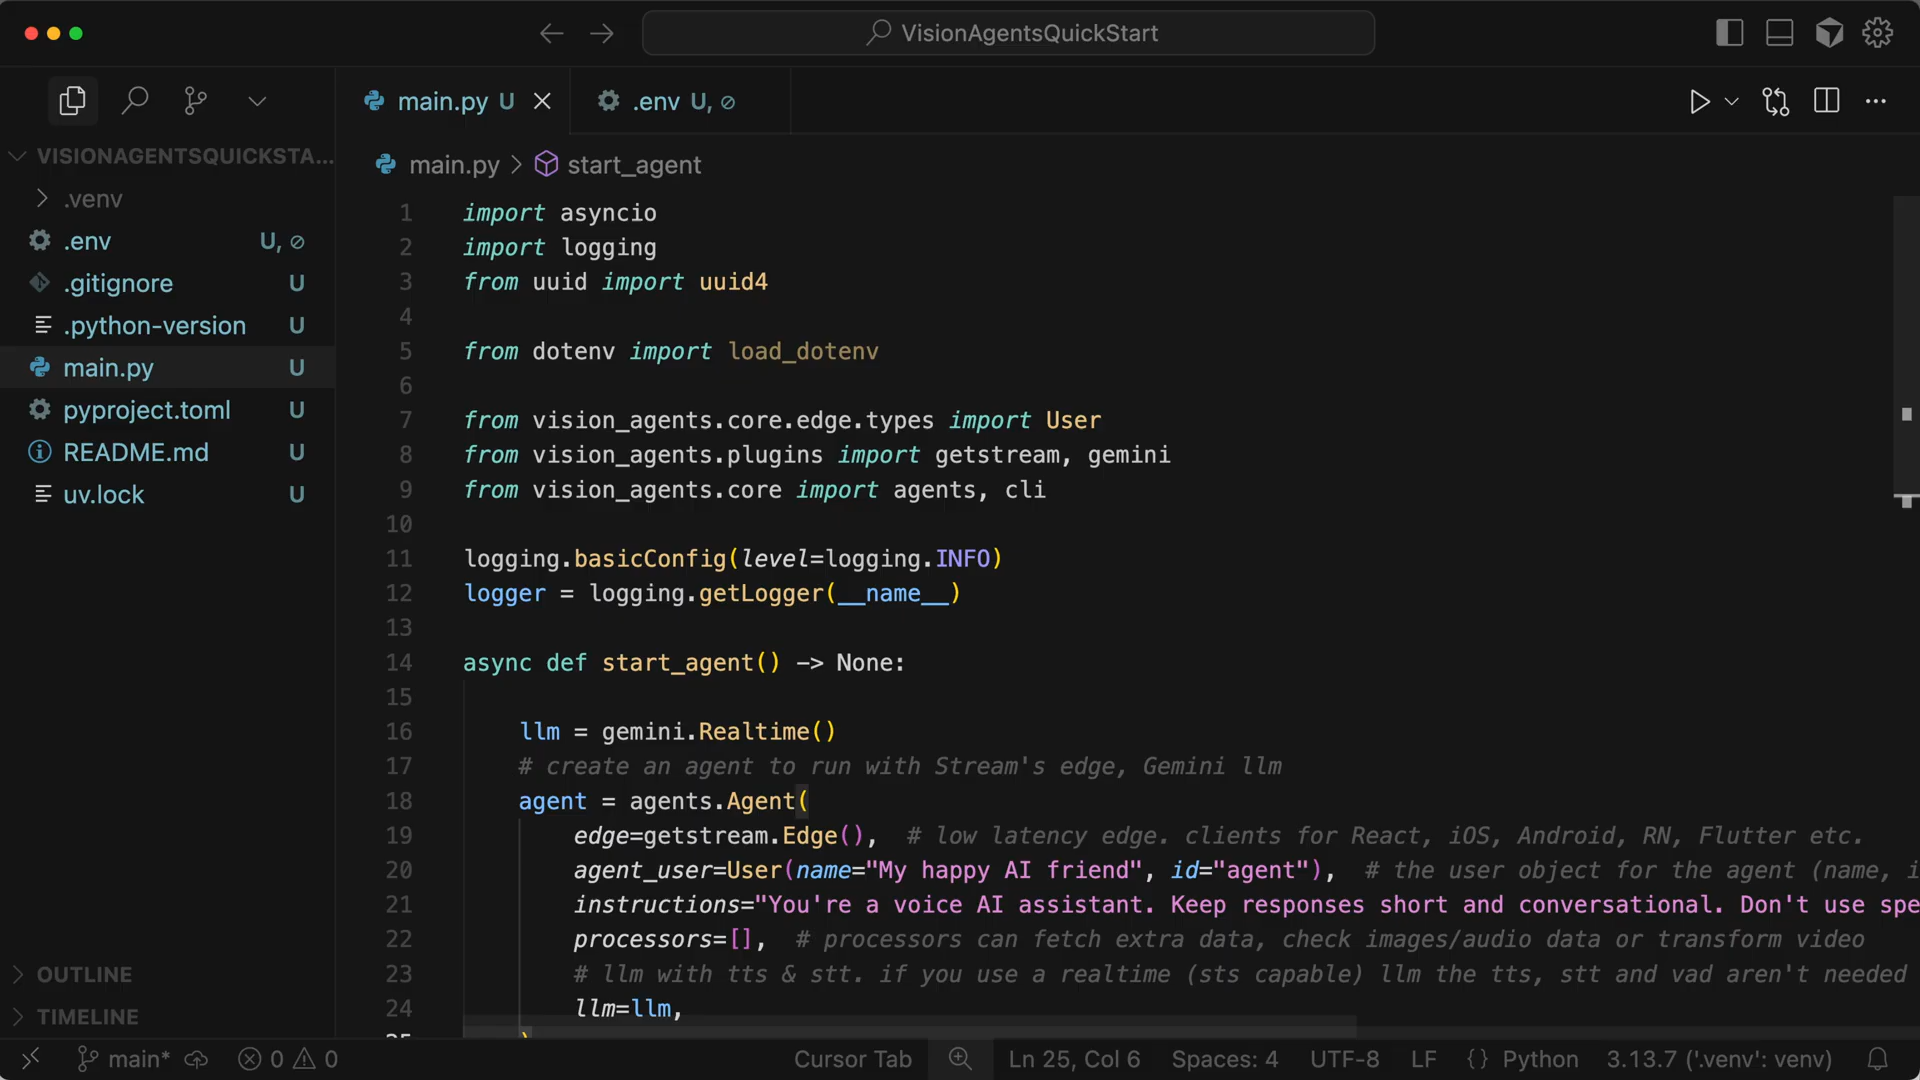 VisionAgentsQuickStart
main.py U
.env U,
VISIONAGENTSQUICKSTA...
.venv
.env U,
.gitignore U
.python-version U
main.py U
pyproject.toml U
README.md U
uv.lock U
OUTLINE
TIMELINE
main.py > start_agent
1 import asyncio
2 import logging
3 from uuid import uuid4
4
5 from dotenv import load_dotenv
6
7 from vision_agents.core.edge.types import User
8 from vision_agents.plugins import getstream, gemini
9 from vision_agents.core import agents, cli
10
11 logging.basicConfig(level=logging.INFO)
12 logger = logging.getLogger(__name__)
13
14 async def start_agent() -> None:
15
16 llm = gemini.Realtime()
17 # create an agent to run with Stream's edge, Gemini llm
18 agent = agents.Agent(
19 edge=getstream.Edge(), # low latency edge. clients for React, iOS, Android, RN, Flutter etc.
20 agent_user=User(name="My happy AI friend", id="agent"), # the user object for the agent (name, i
21 instructions="You're a voice AI assistant. Keep responses short and conversational. Don't use spe
22 processors=[], # processors can fetch extra data, check images/audio data or transform video
23 # llm with tts & stt. if you use a realtime (sts capable) llm the tts, stt and vad aren't needed
24 llm=llm,
25 )
main* 0 0 Cursor Tab Ln 25, Col 6 Spaces: 4 UTF-8 LF {} Python 3.13.7 ('.venv': venv)